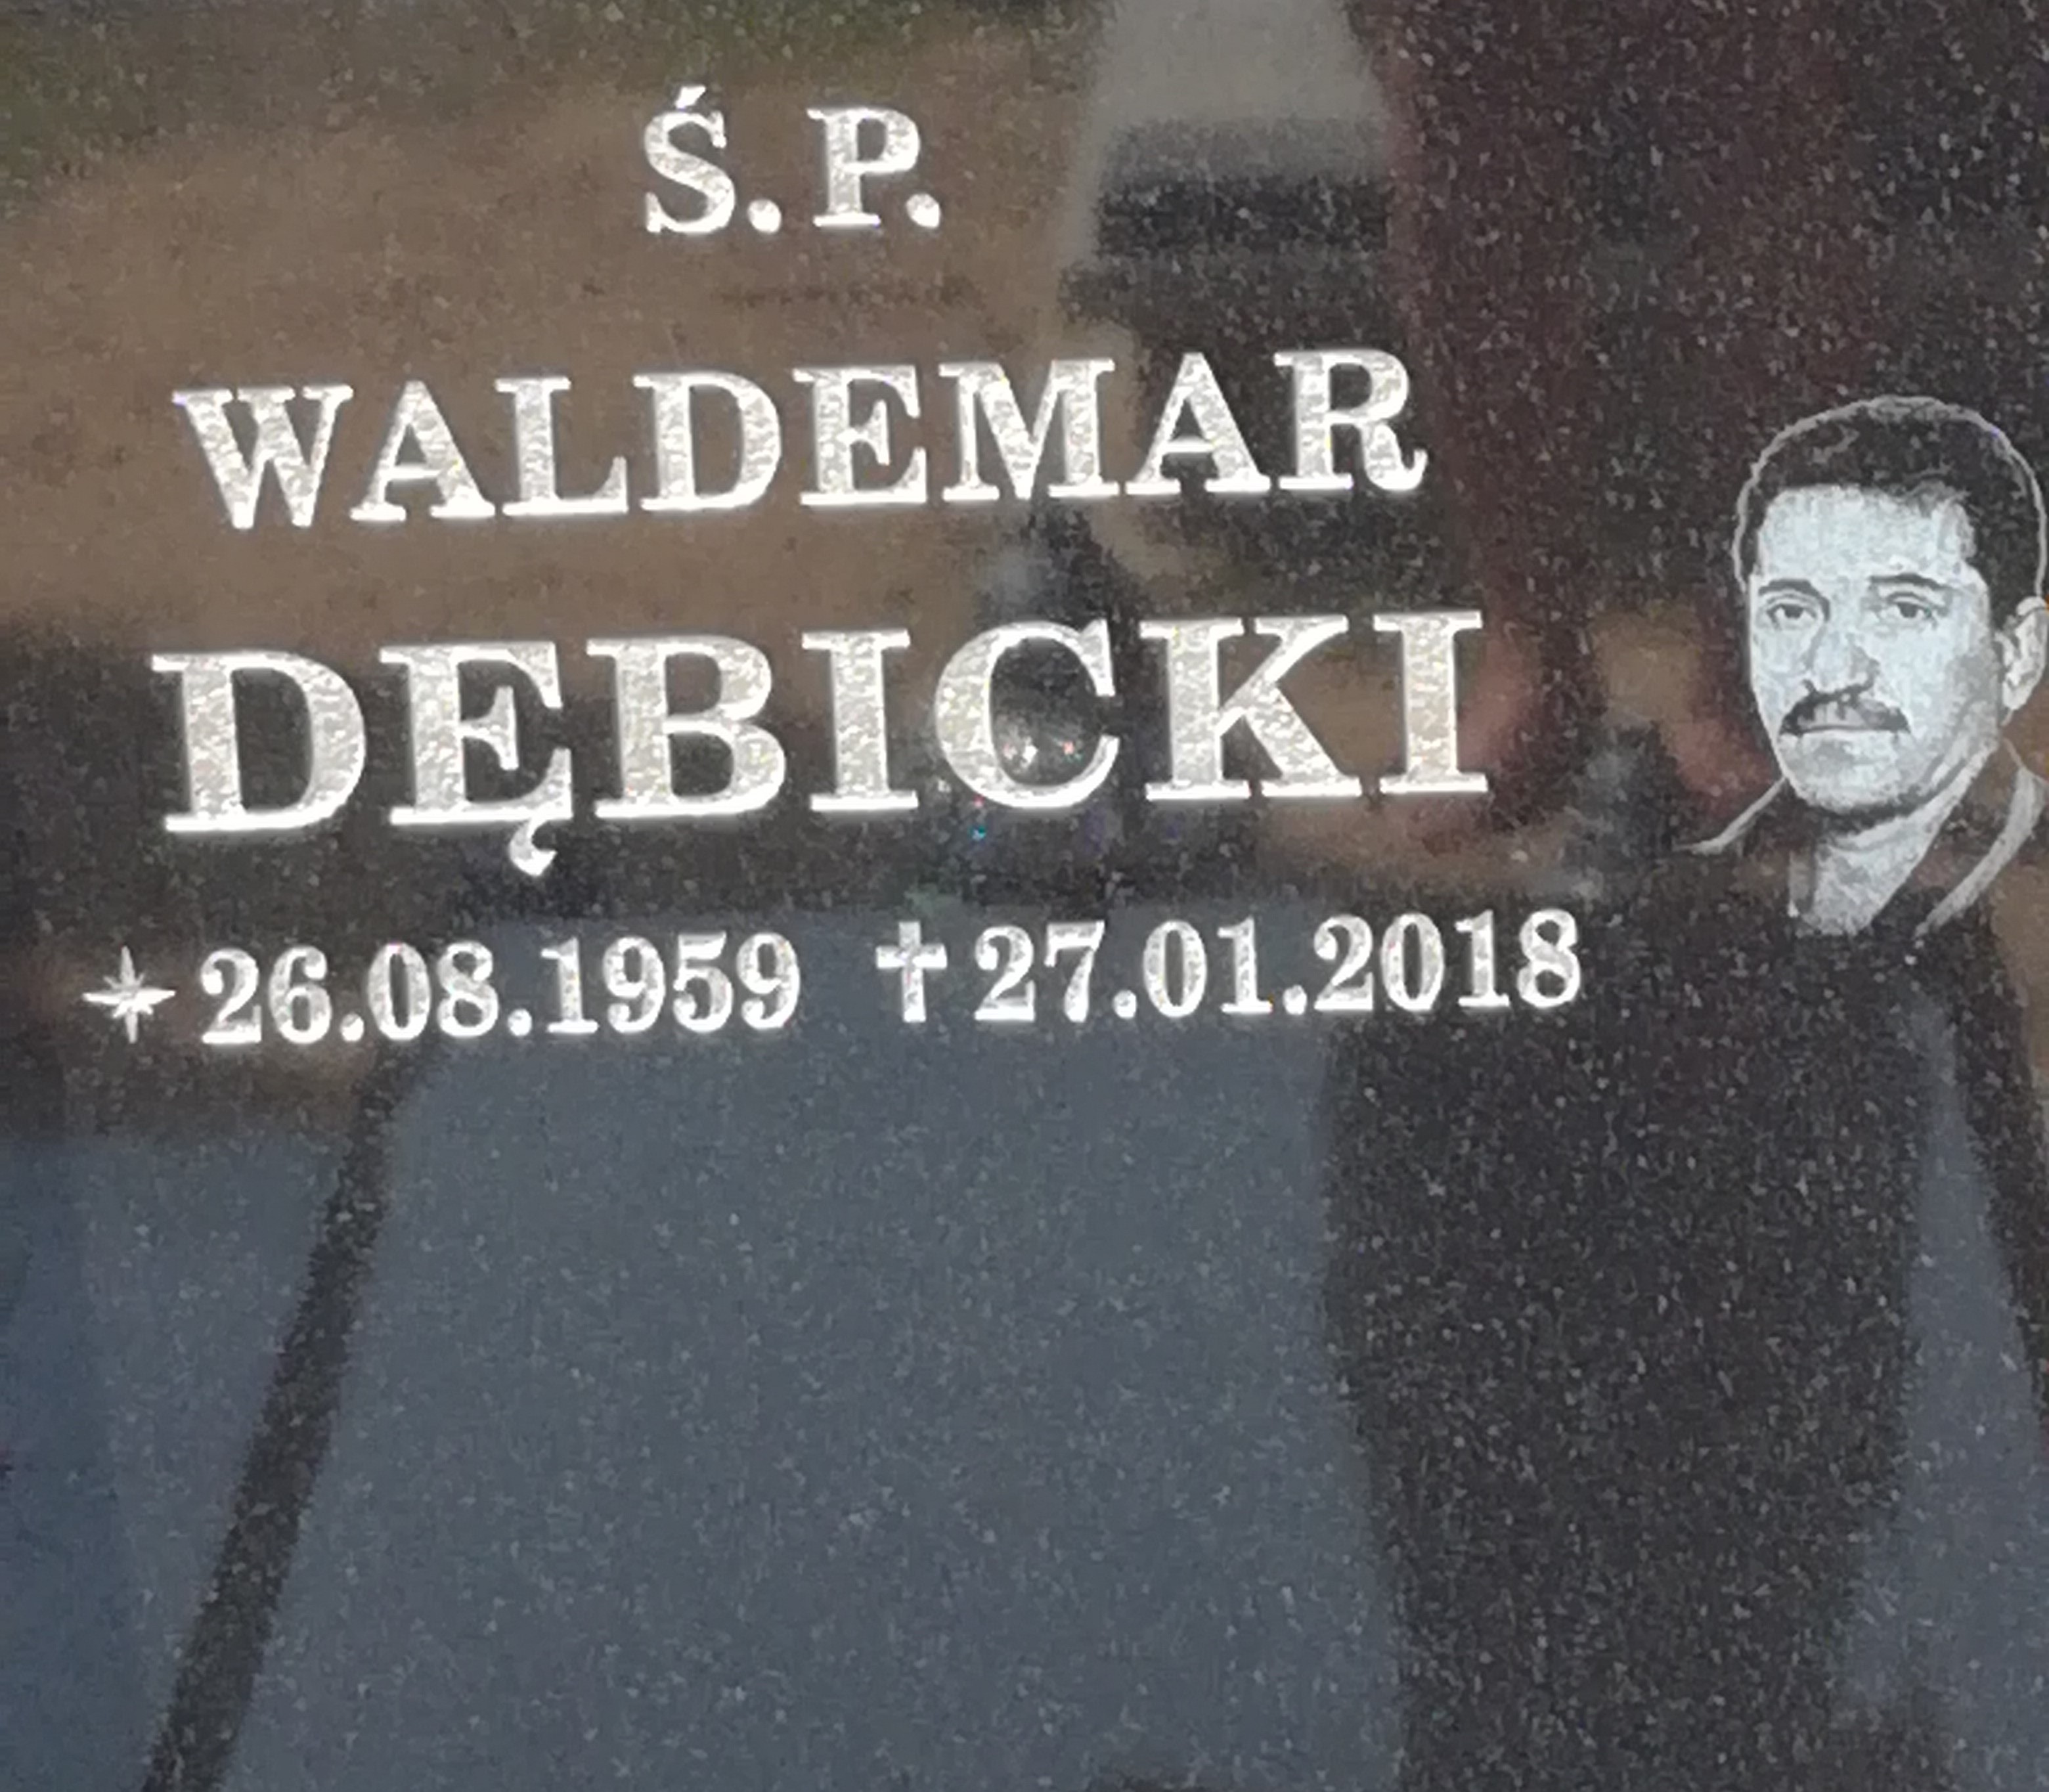 Ś. P.
WALDEMAR
DĘBICKI
✶ 26.08.1959 ✝ 27.01.2018